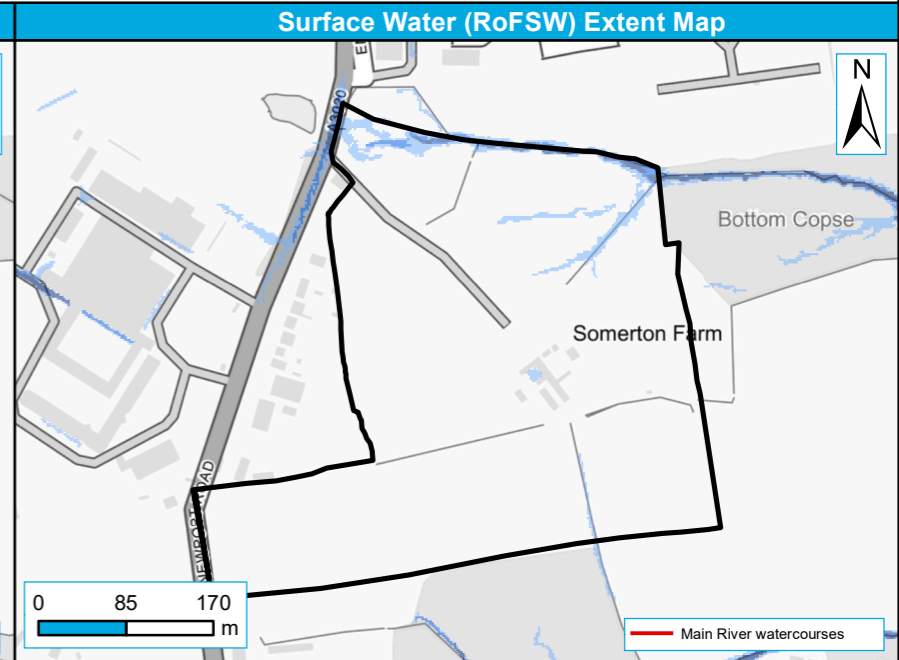 Surface Water (RoFSW) Extent Map
A3020
N
Bottom Copse
Somerton Farm
NEWPORT ROAD
0 85 170
m
Main River watercourses